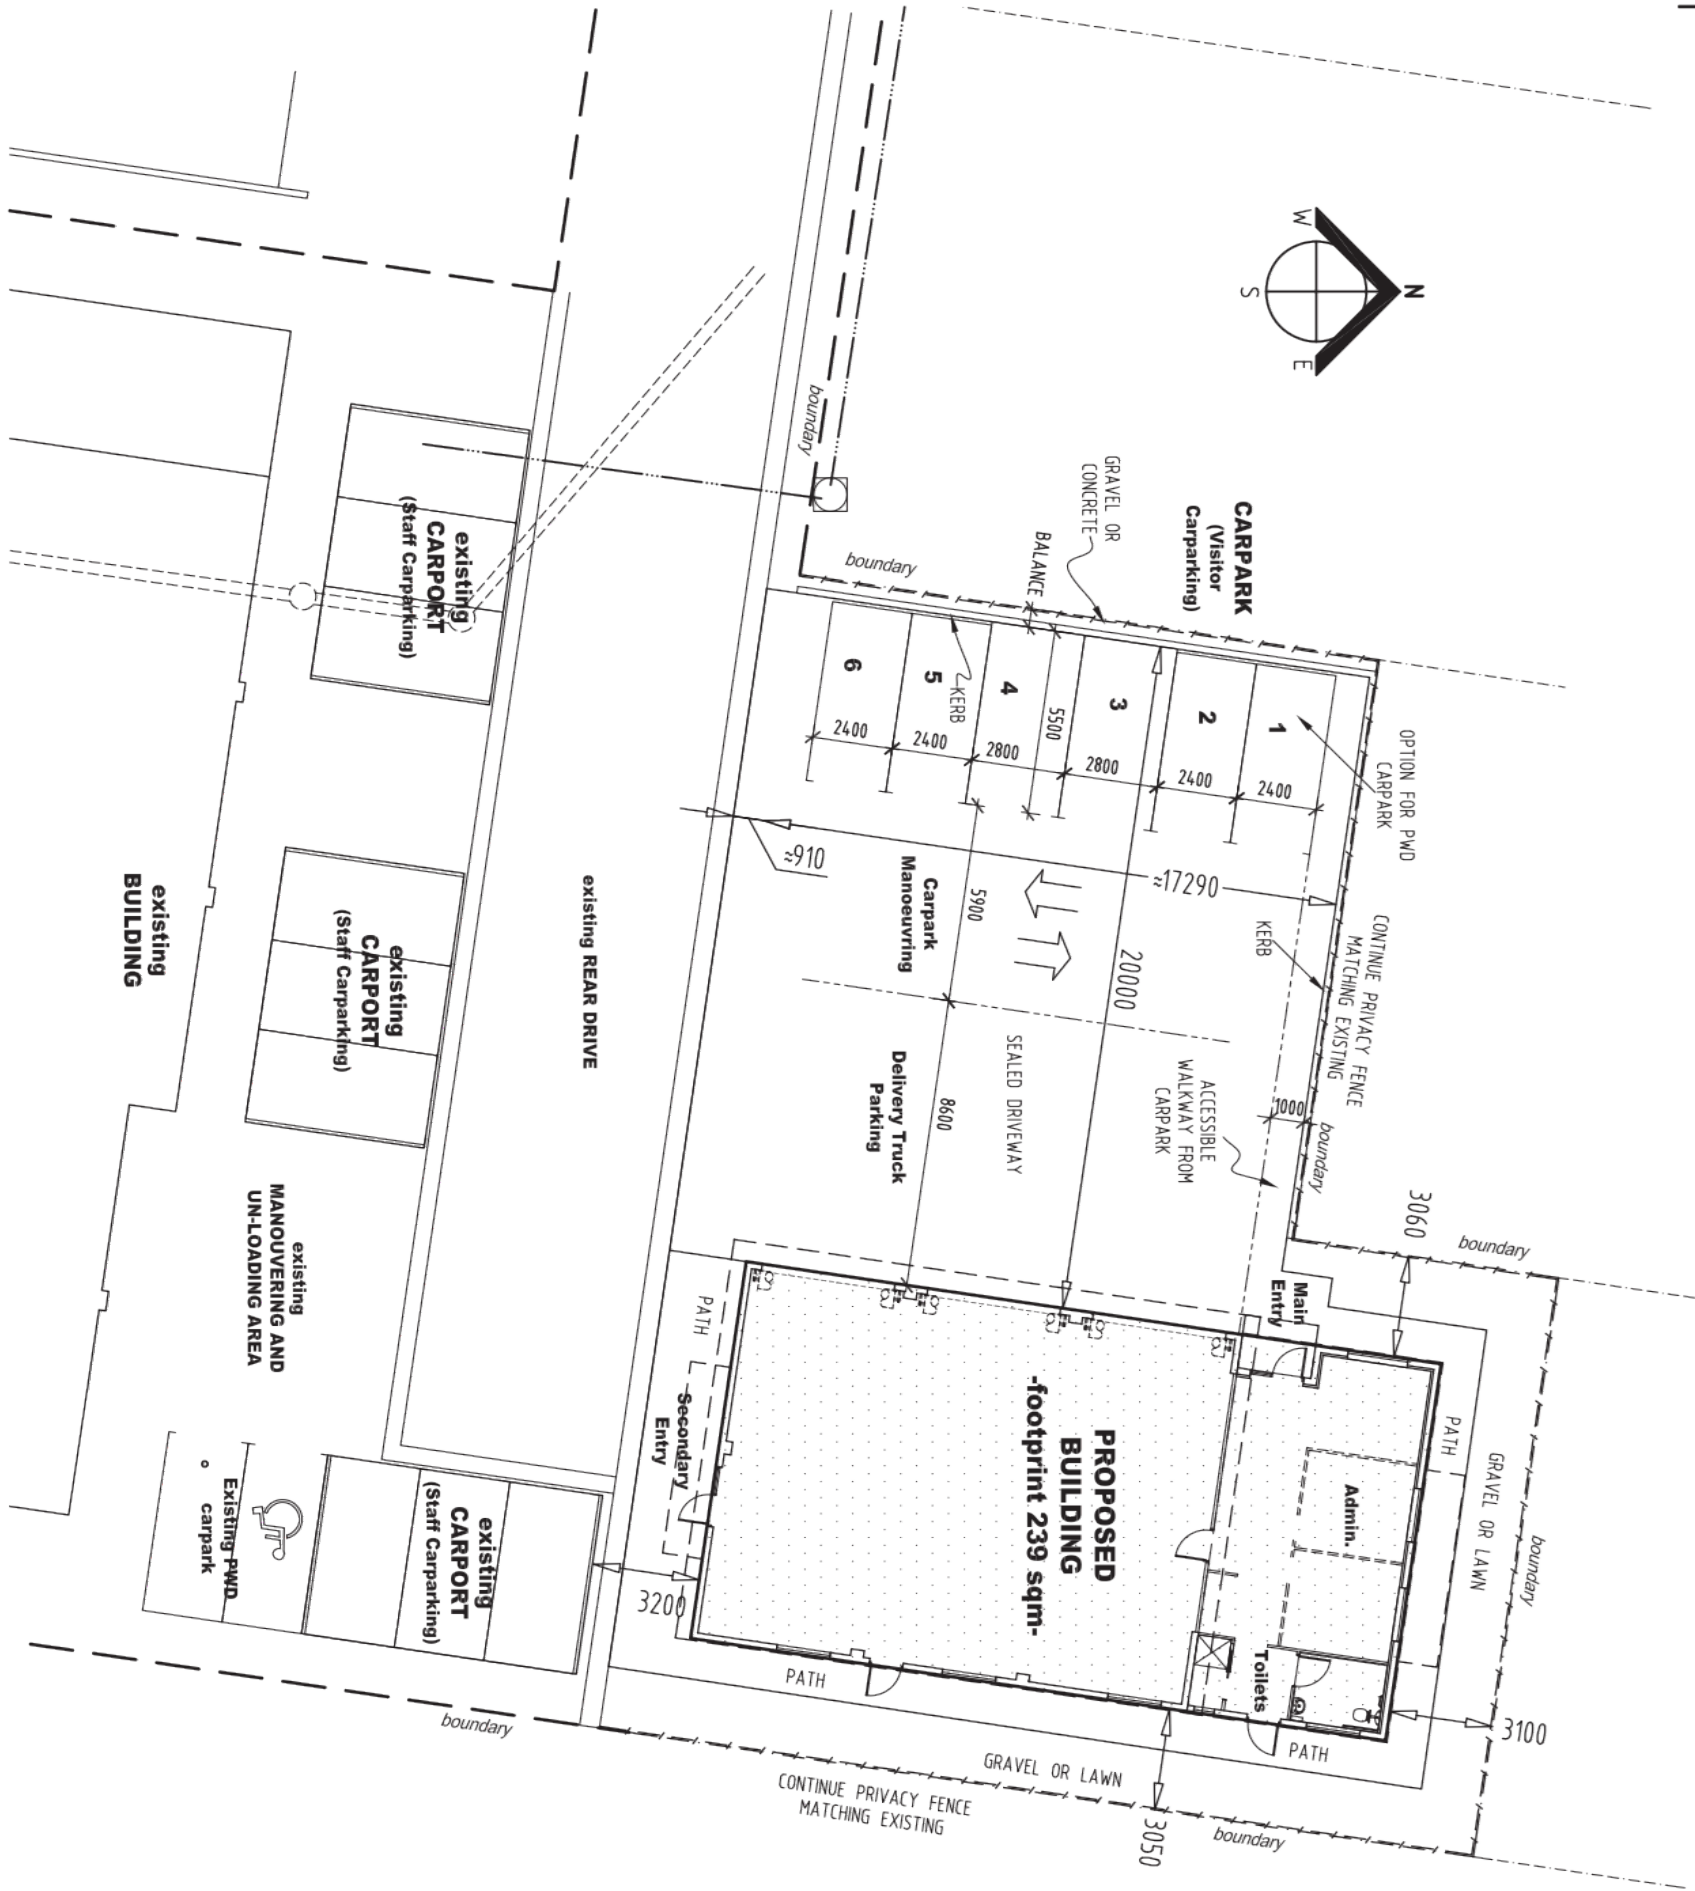 N
W
E
S
CARPARK
(Visitor
Carparking)
GRAVEL OR
CONCRETE
BALANCE
boundary
boundary
OPTION FOR PWD
CARPARK
1
2
3
4
5
6
KERB
5500
2400
2400
2800
2800
2400
2400
≈910
≈17290
Carpark
Manoeuvring
5900
20000
KERB
CONTINUE PRIVACY FENCE
MATCHING EXISTING
SEALED DRIVEWAY
Delivery Truck
Parking
8600
ACCESSIBLE
WALKWAY FROM
CARPARK
1000
boundary
3060
boundary
Main
Entry
PATH
GRAVEL OR LAWN
boundary
Admin.
PROPOSED
BUILDING
-footprint 239 sqm-
Toilets
PATH
Secondary
Entry
3200
PATH
PATH
3100
3050
GRAVEL OR LAWN
CONTINUE PRIVACY FENCE
MATCHING EXISTING
boundary
boundary
existing
CARPORT
(Staff Carparking)
existing
CARPORT
(Staff Carparking)
existing REAR DRIVE
existing
BUILDING
existing
MANOUVERING AND
UN-LOADING AREA
existing
CARPORT
(Staff Carparking)
Existing PWD
carpark